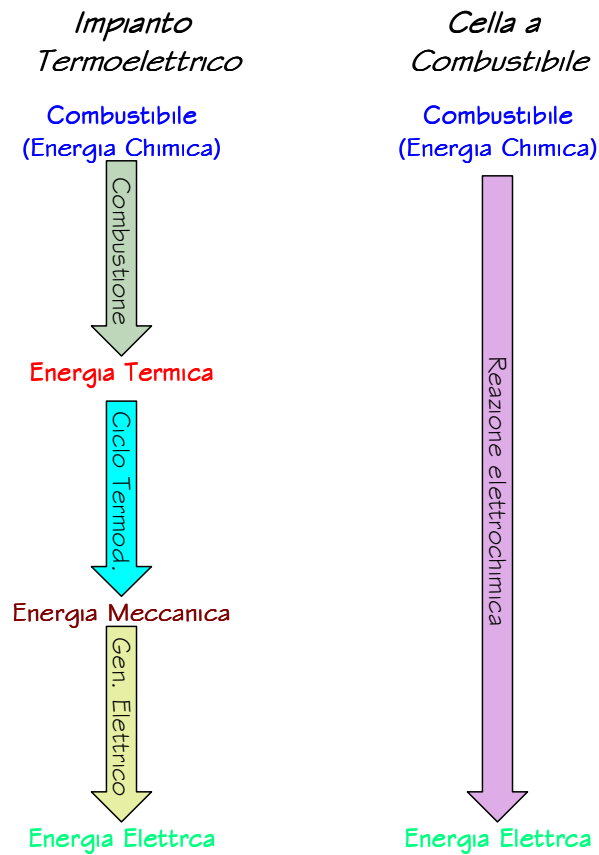 Impianto
Termoelettrico
Combustibile
(Energia Chimica)
Combustione
Energia Termica
Ciclo Termod.
Energia Meccanica
Gen. Elettrico
Energia Elettrca
Cella a
Combustibile
Combustibile
(Energia Chimica)
Reazione elettrochimica
Energia Elettrca